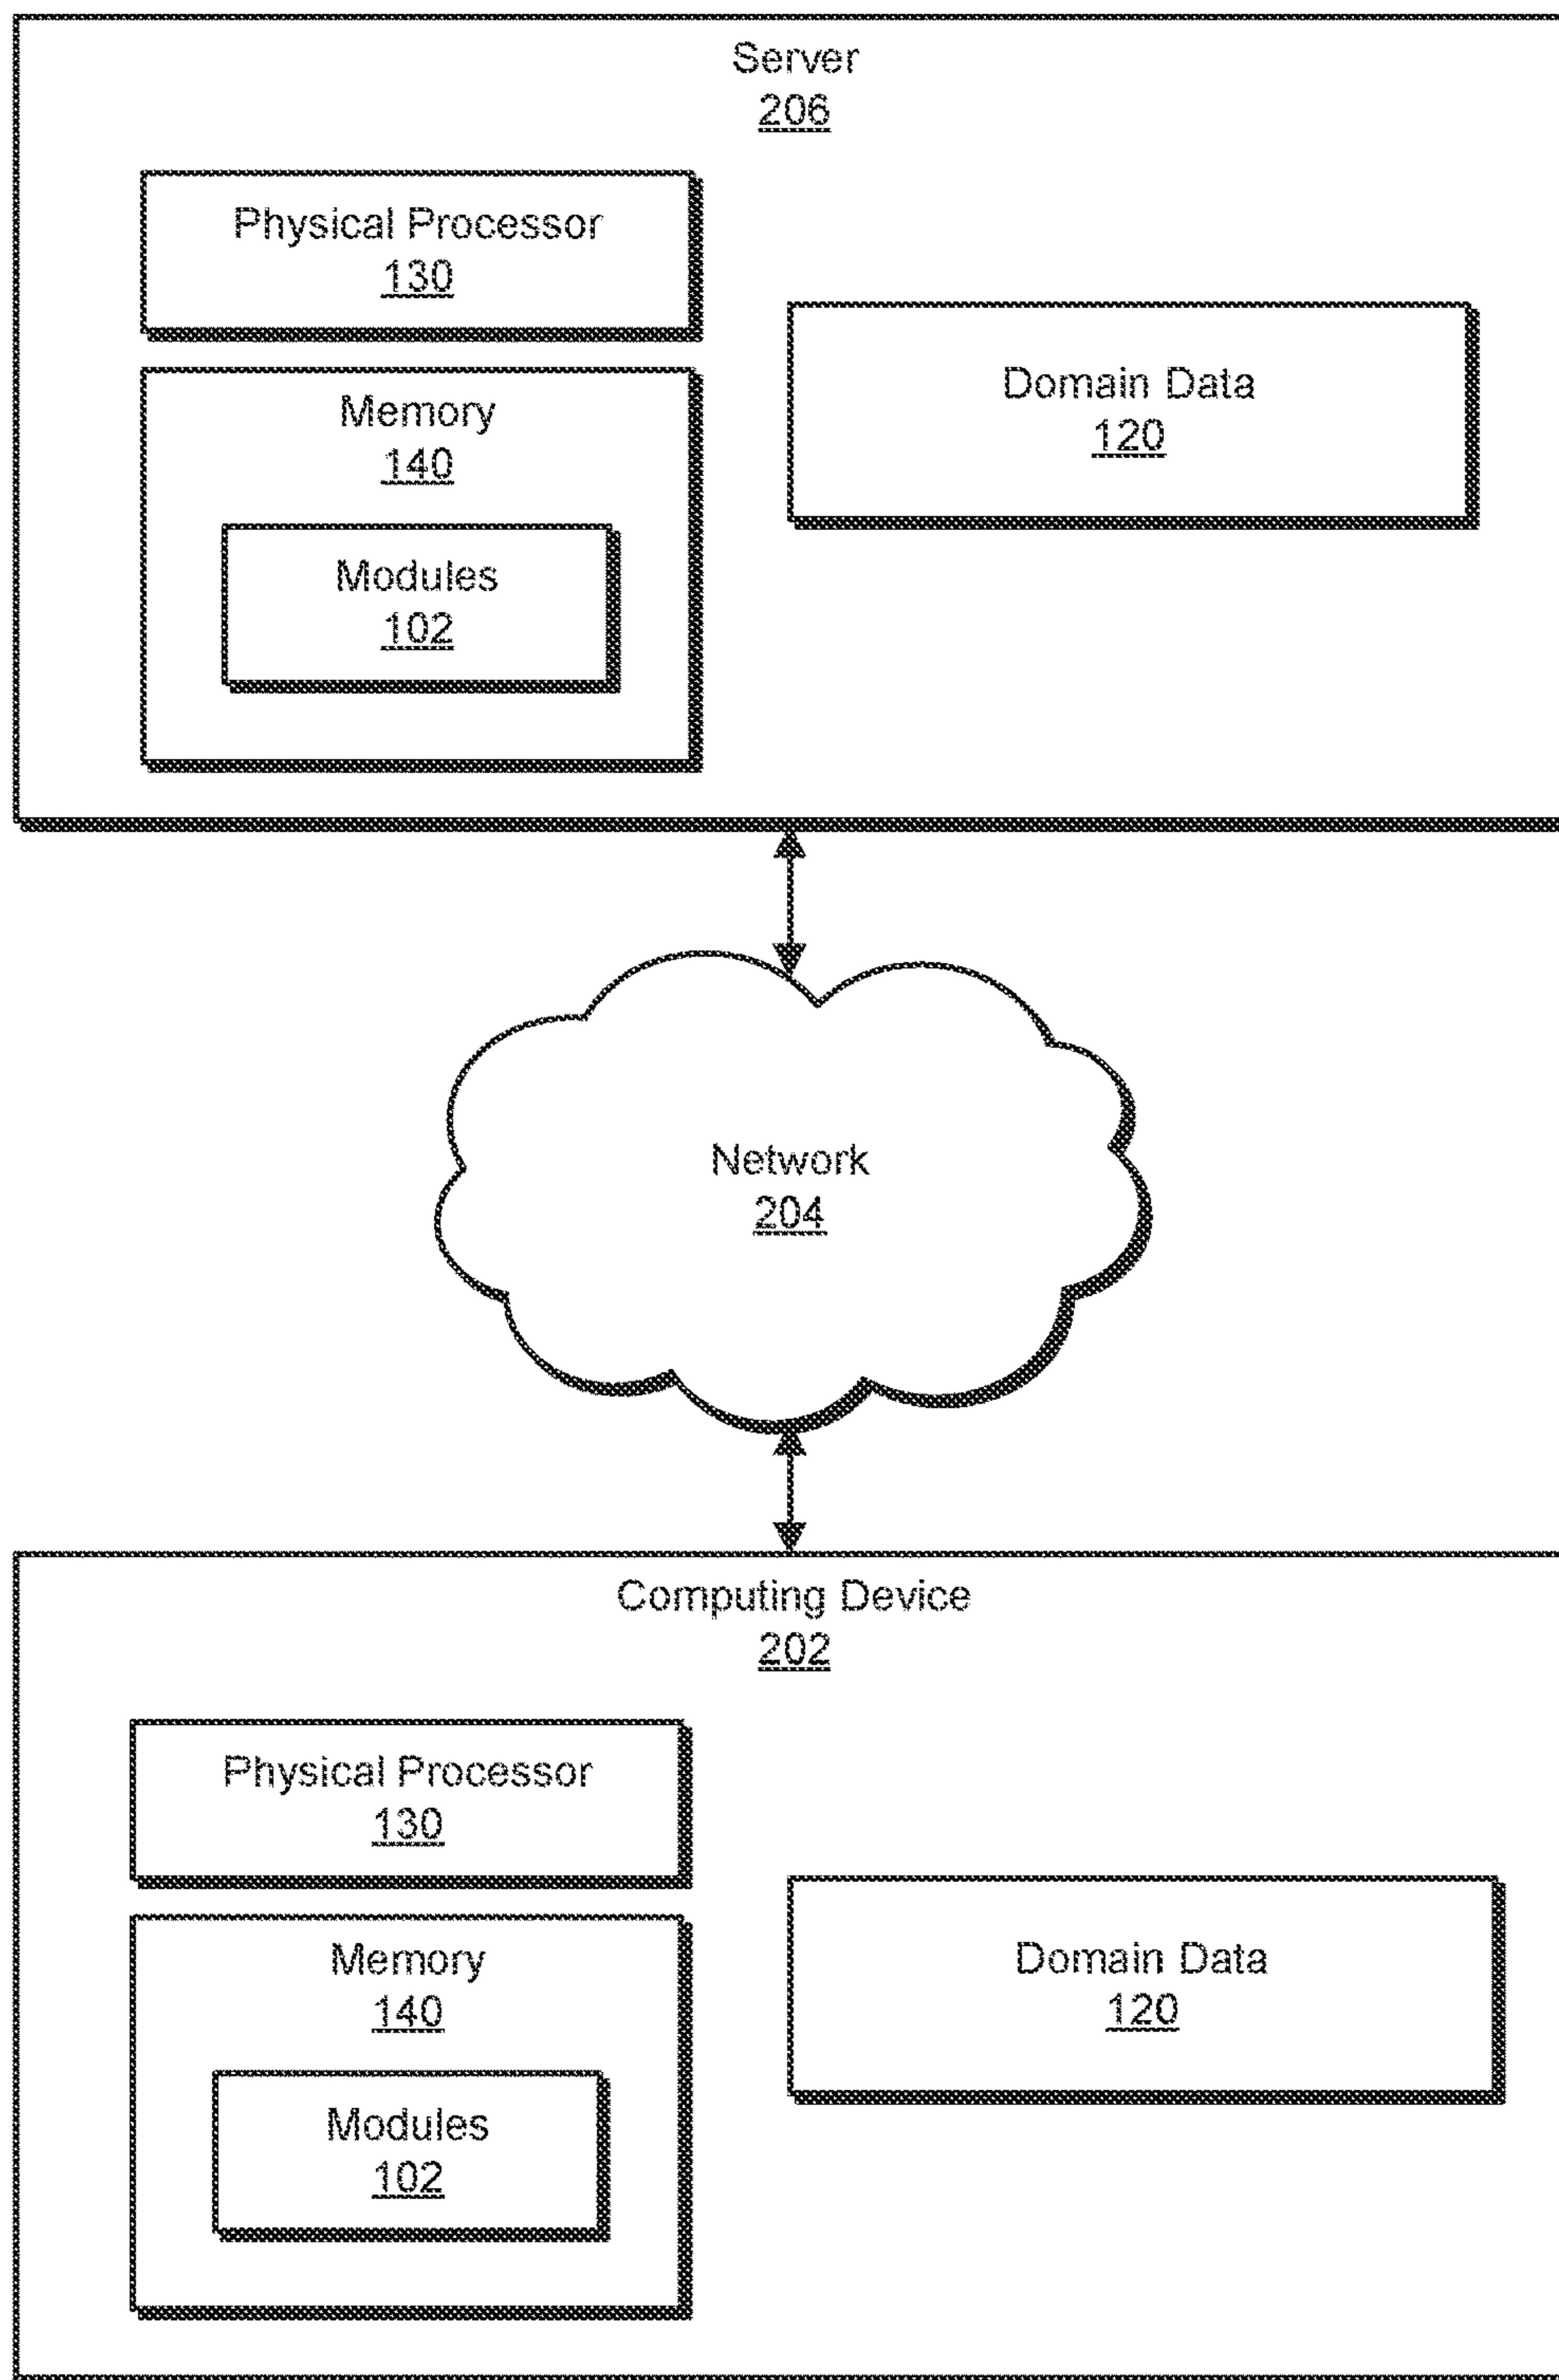 Server
206
Physical Processor
130
Memory
140
Modules
102
Domain Data
120
Network
204
Computing Device
202
Physical Processor
130
Memory
140
Modules
102
Domain Data
120